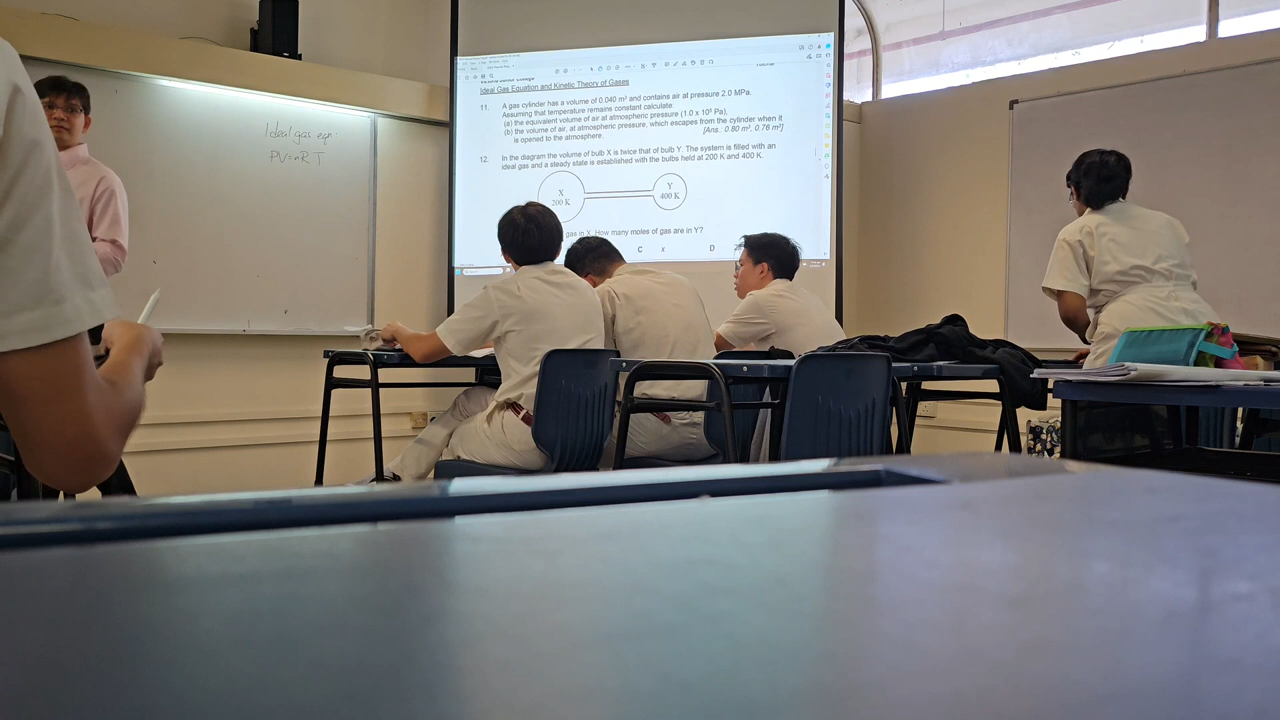 Ideal gas eqn
PV=nRT
Ideal Gas Equation and Kinetic Theory of Gases
11. A gas cylinder has a volume of 0.040 m³ and contains air at pressure 2.0 MPa.
Assuming that temperature remains constant calculate:
(a) the equivalent volume of air at atmospheric pressure (1.0 x 10⁵ Pa),
(b) the volume of air, at atmospheric pressure, which escapes from the cylinder when it
is opened to the atmosphere. [Ans.: 0.80 m³, 0.76 m³]
12. In the diagram the volume of bulb X is twice that of bulb Y. The system is filled with an
ideal gas and a steady state is established with the bulbs held at 200 K and 400 K.
X Y
200 K 400 K
gas in X. How many moles of gas are in Y?
C x D